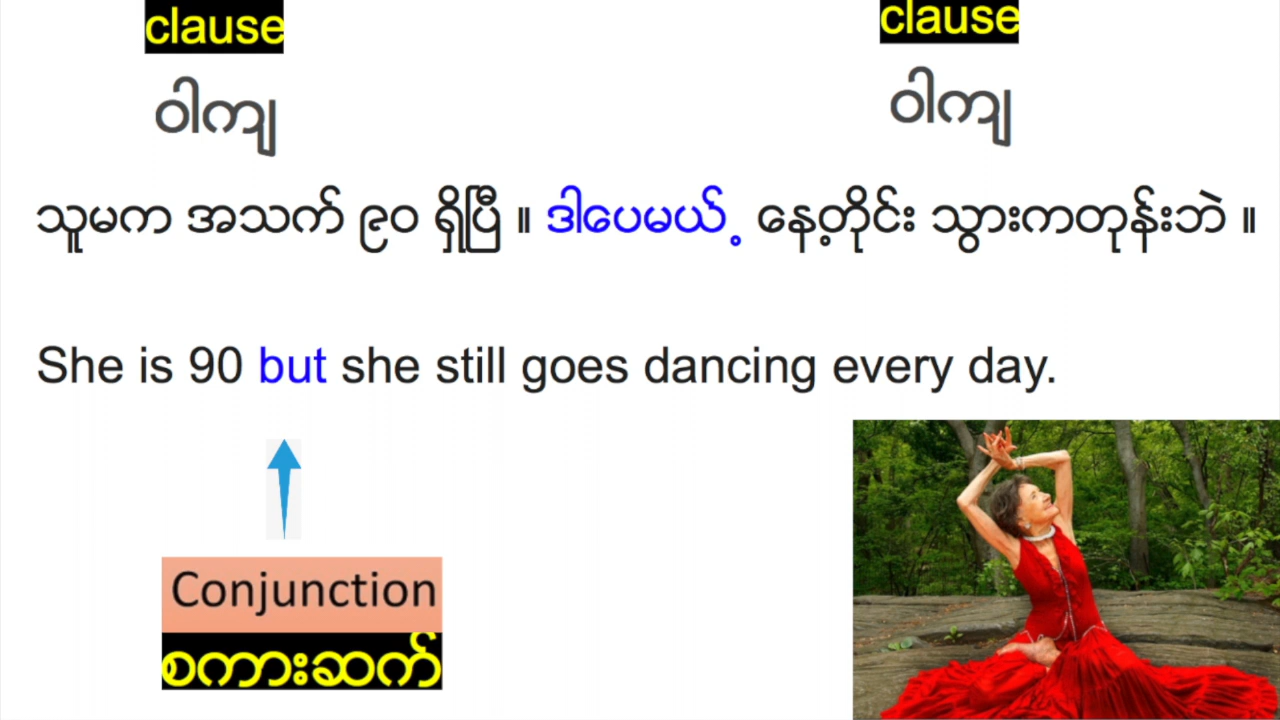 clause clause
ဝါကျ ဝါကျ
သူမက အသက် ၉၀ ရှိပြီ ။ ဒါပေမယ့် နေ့တိုင်း သွားကတုန်းဘဲ ။
She is 90 but she still goes dancing every day.
Conjunction
စကားဆက်